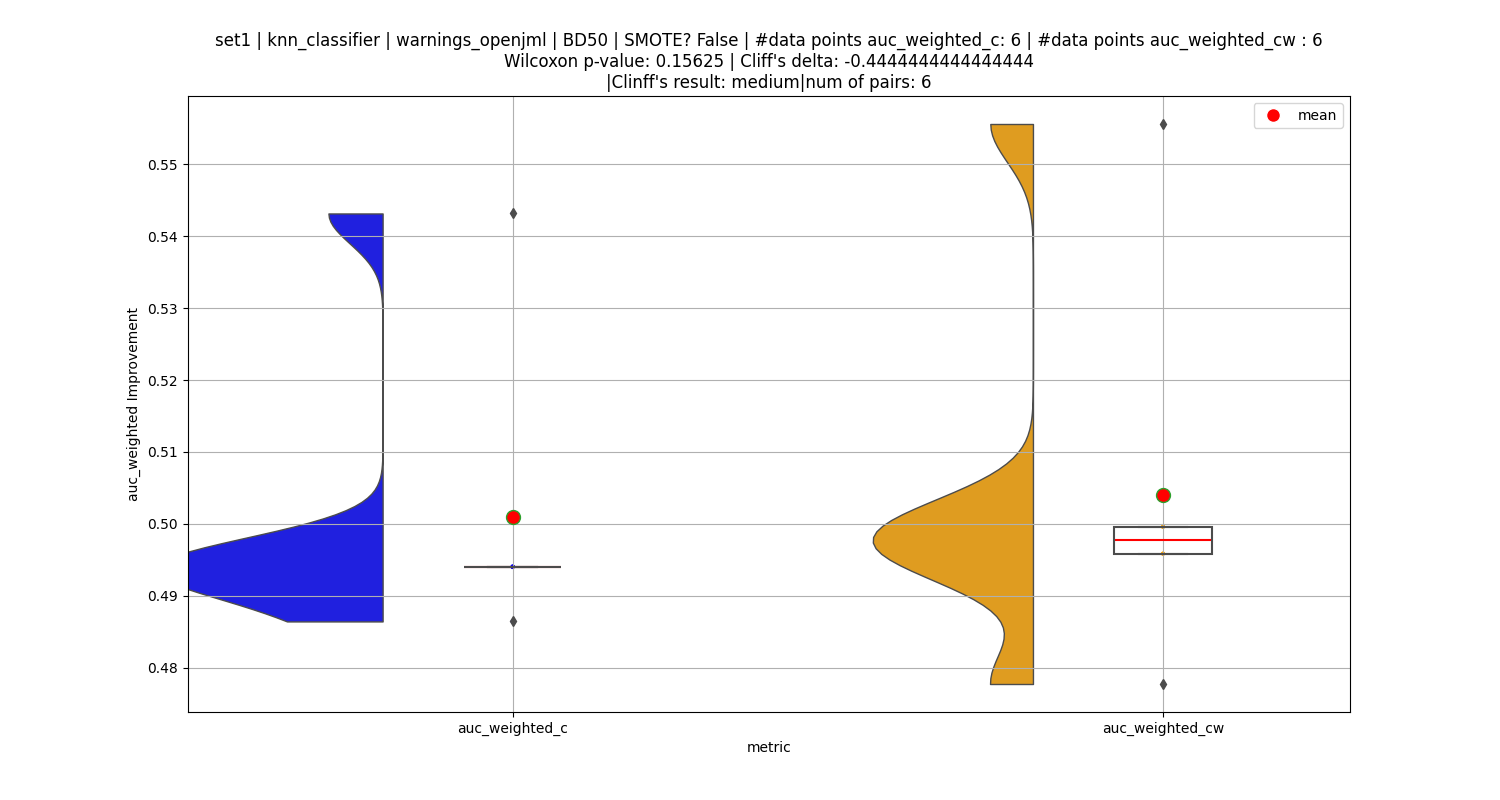 set1 | knn_classifier | warnings_openjml | BD50 | SMOTE? False | #data points auc_weighted_c: 6 | #data points auc_weighted_cw : 6
Wilcoxon p-value: 0.15625 | Cliff's delta: -0.4444444444444444
|Clinff's result: medium|num of pairs: 6
mean
0.55
0.54
0.53
0.52
0.51
0.50
0.49
0.48
auc_weighted Improvement
auc_weighted_c
auc_weighted_cw
metric